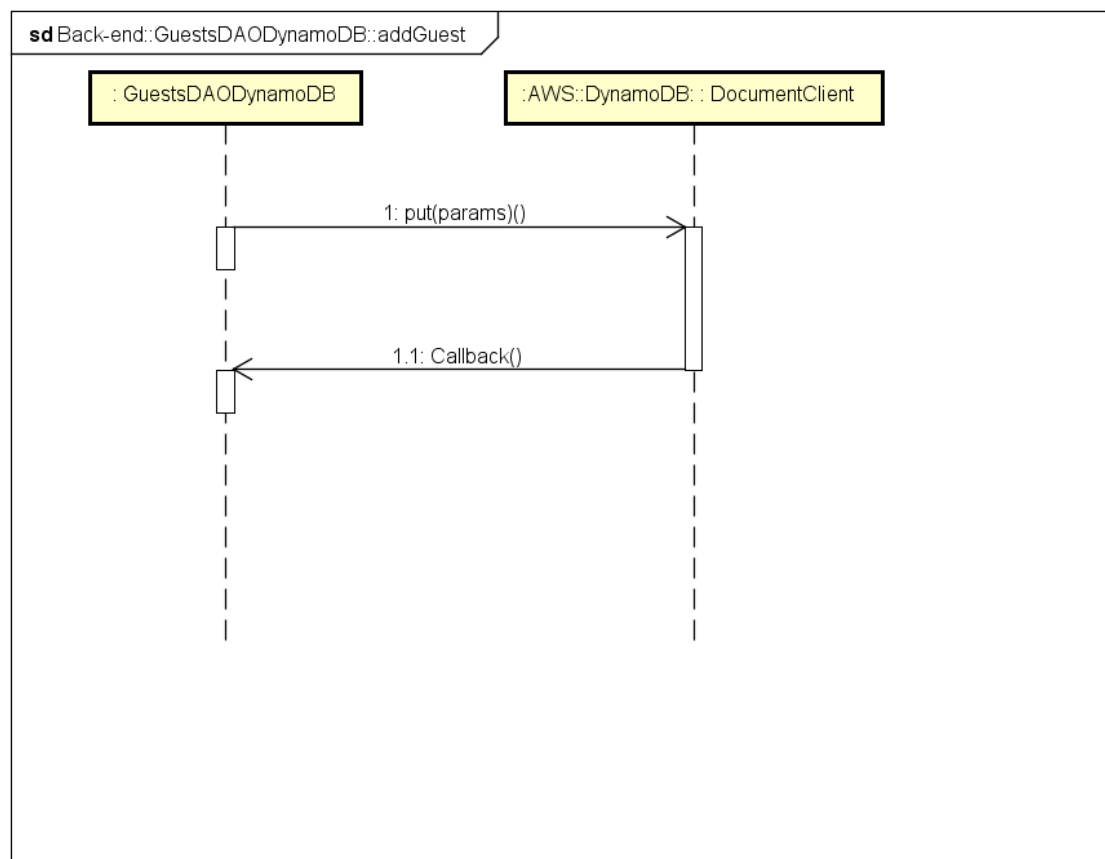 sd Back-end::GuestsDAODynamoDB::addGuest
: GuestsDAODynamoDB
:AWS::DynamoDB: : DocumentClient
1: put(params)()
1.1: Callback()